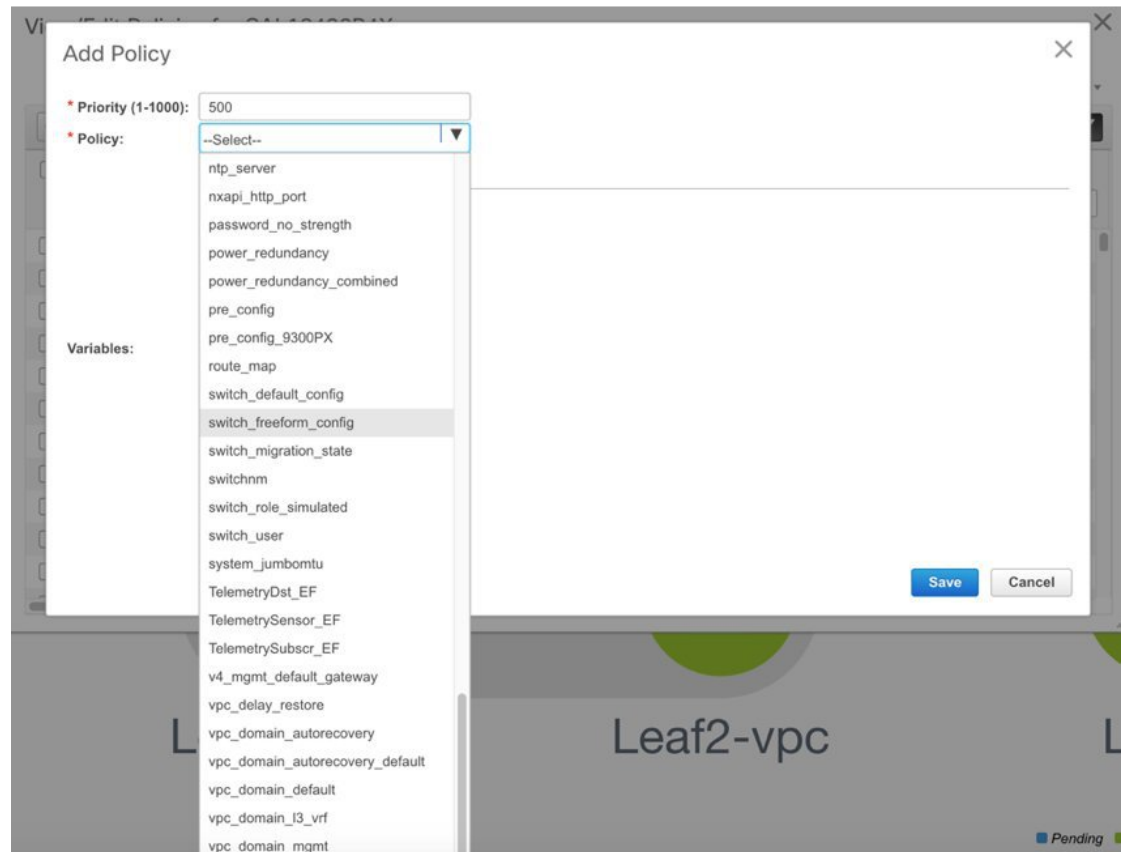 Add Policy
* Priority (1-1000): 500
* Policy: --Select--
ntp_server
nxapi_http_port
password_no_strength
power_redundancy
power_redundancy_combined
pre_config
pre_config_9300PX
Variables:
route_map
switch_default_config
switch_freeform_config
switch_migration_state
switchnm
switch_role_simulated
switch_user
system_jumbomtu
Save Cancel
TelemetryDst_EF
TelemetrySensor_EF
TelemetrySubscr_EF
v4_mgmt_default_gateway
vpc_delay_restore
Leaf2-vpc
vpc_domain_autorecovery
vpc_domain_autorecovery_default
vpc_domain_default
vpc_domain_l3_vrf
vpc_domain_mgmt
Pending